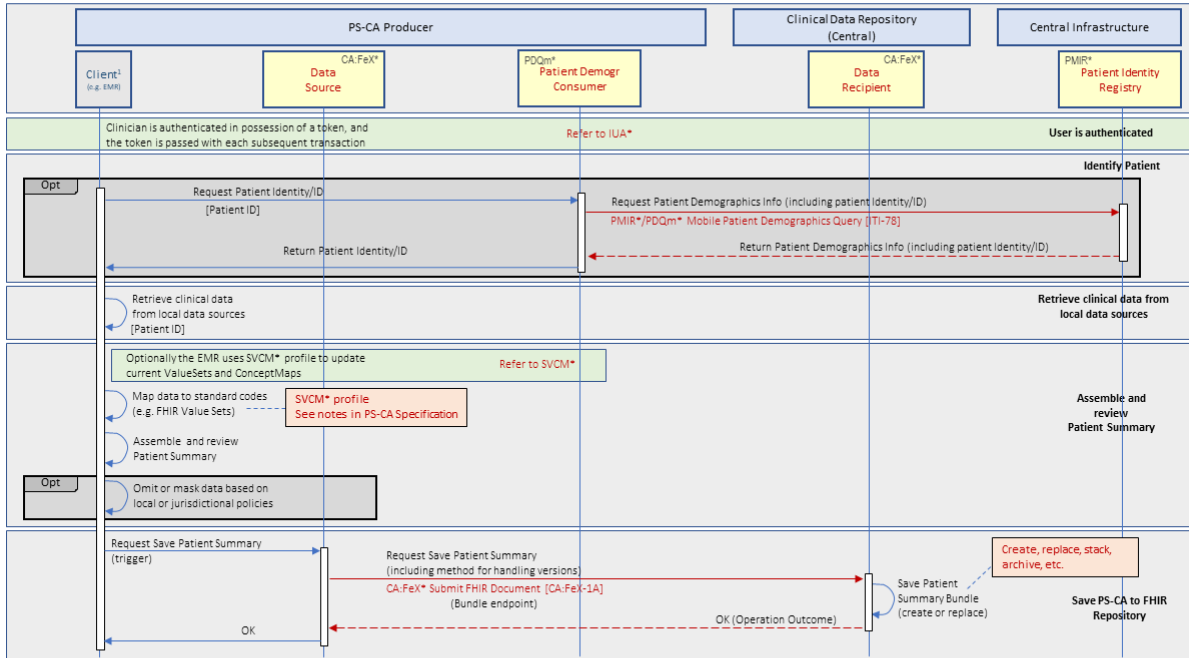 PS-CA Producer
Clinical Data Repository
(Central)
Central Infrastructure
Client1
(e.g. EMR)
CA:FeX*
Data
Source
PDQm*
Patient Demogr
Consumer
CA:FeX*
Data
Recipient
PMIR*
Patient Identity
Registry
Clinician is authenticated in possession of a token, and
the token is passed with each subsequent transaction
Refer to IUA*
User is authenticated
Identify Patient
Opt
Request Patient Identity/ID
[Patient ID]
Request Patient Demographics Info (including patient Identity/ID)
PMIR*/PDQm* Mobile Patient Demographics Query [ITI-78]
Return Patient Demographics Info (including patient Identity/ID)
Return Patient Identity/ID
Retrieve clinical data
from local data sources
[Patient ID]
Retrieve clinical data from
local data sources
Optionally the EMR uses SVCM* profile to update
current ValueSets and ConceptMaps
Refer to SVCM*
Map data to standard codes
(e.g. FHIR Value Sets)
SVCM* profile
See notes in PS-CA Specification
Assemble and
review
Patient Summary
Assemble and review
Patient Summary
Opt
Omit or mask data based on
local or jurisdictional policies
Request Save Patient Summary
(trigger)
Request Save Patient Summary
(including method for handling versions)
CA:FeX* Submit FHIR Document [CA:FeX-1A]
(Bundle endpoint)
Create, replace, stack,
archive, etc.
Save Patient
Summary Bundle
(create or replace)
Save PS-CA to FHIR
Repository
OK (Operation Outcome)
OK